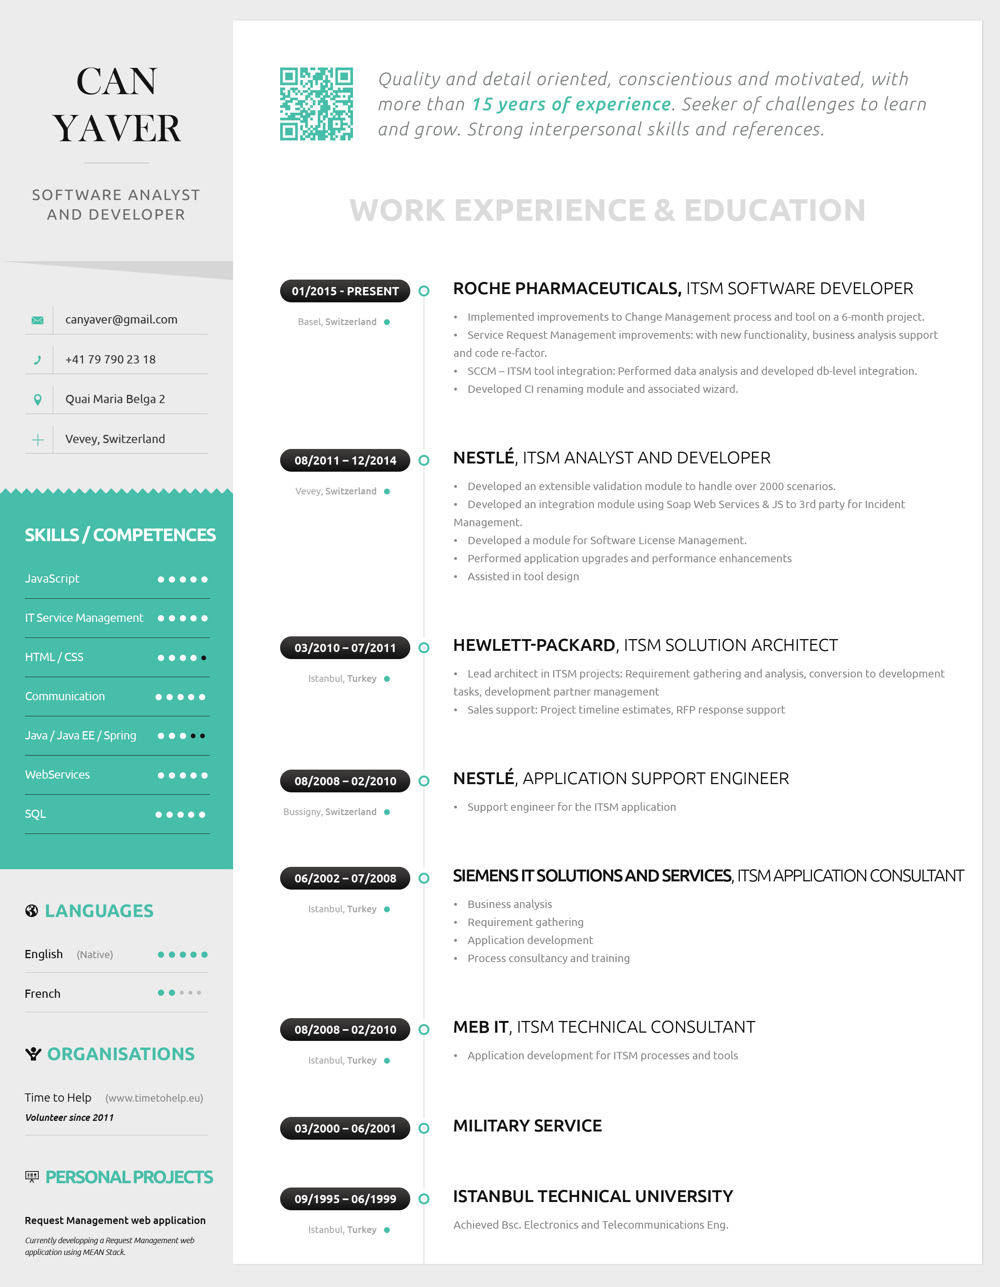 CAN
YAVER
SOFTWARE ANALYST
AND DEVELOPER
canyaver@gmail.com
+41 79 790 23 18
Quai Maria Belga 2
Vevey, Switzerland
SKILLS / COMPETENCES
JavaScript
IT Service Management
HTML / CSS
Communication
Java / Java EE / Spring
WebServices
SQL
LANGUAGES
English (Native)
French
ORGANISATIONS
Time to Help (www.timetohelp.eu)
Volunteer since 2011
PERSONAL PROJECTS
Request Management web application
Currently developping a Request Management web
application using MEAN Stack.
Quality and detail oriented, conscientious and motivated, with
more than 15 years of experience. Seeker of challenges to learn
and grow. Strong interpersonal skills and references.
WORK EXPERIENCE & EDUCATION
01/2015 - PRESENT
Basel, Switzerland
ROCHE PHARMACEUTICALS, ITSM SOFTWARE DEVELOPER
• Implemented improvements to Change Management process and tool on a 6-month project.
• Service Request Management improvements: with new functionality, business analysis support
and code re-factor.
• SCCM – ITSM tool integration: Performed data analysis and developed db-level integration.
• Developed CI renaming module and associated wizard.
08/2011 – 12/2014
Vevey, Switzerland
NESTLÉ, ITSM ANALYST AND DEVELOPER
• Developed an extensible validation module to handle over 2000 scenarios.
• Developed an integration module using Soap Web Services & JS to 3rd party for Incident
Management.
• Developed a module for Software License Management.
• Performed application upgrades and performance enhancements
• Assisted in tool design
03/2010 – 07/2011
Istanbul, Turkey
HEWLETT-PACKARD, ITSM SOLUTION ARCHITECT
• Lead architect in ITSM projects: Requirement gathering and analysis, conversion to development
tasks, development partner management
• Sales support: Project timeline estimates, RFP response support
08/2008 – 02/2010
Bussigny, Switzerland
NESTLÉ, APPLICATION SUPPORT ENGINEER
• Support engineer for the ITSM application
06/2002 – 07/2008
Istanbul, Turkey
SIEMENS IT SOLUTIONS AND SERVICES, ITSM APPLICATION CONSULTANT
• Business analysis
• Requirement gathering
• Application development
• Process consultancy and training
08/2008 – 02/2010
Istanbul, Turkey
MEB IT, ITSM TECHNICAL CONSULTANT
• Application development for ITSM processes and tools
03/2000 – 06/2001
MILITARY SERVICE
09/1995 – 06/1999
Istanbul, Turkey
ISTANBUL TECHNICAL UNIVERSITY
Achieved Bsc. Electronics and Telecommunications Eng.